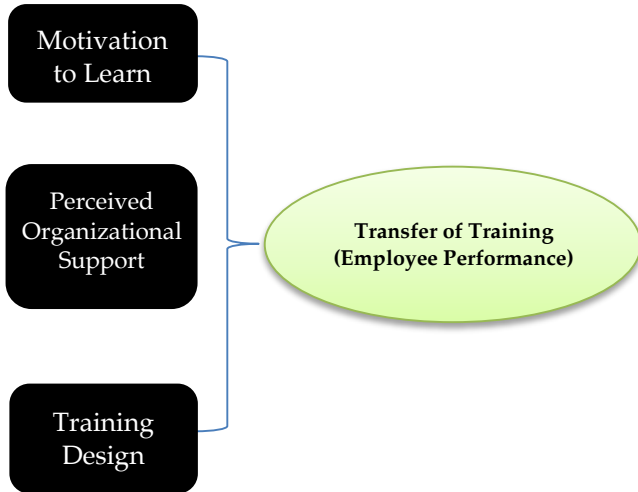 Motivation
to Learn
Perceived
Organizational
Support
Transfer of Training
(Employee Performance)
Training
Design